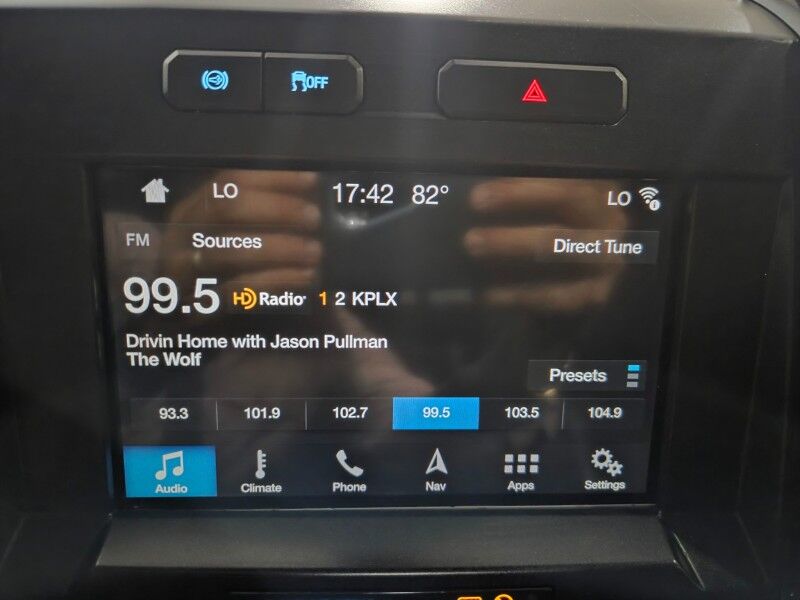 OFF
LO 17:42 82° LO
FM Sources Direct Tune
99.5 HD Radio 1 2 KPLX
Drivin Home with Jason Pullman
The Wolf
Presets
93.3 101.9 102.7 99.5 103.5 104.9
Audio Climate Phone Nav Apps Settings